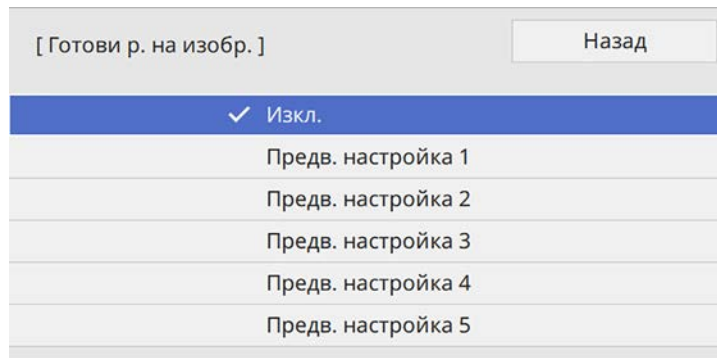 [ Готови р. на изобр. ]
Назад
Изкл.
Предв. настройка 1
Предв. настройка 2
Предв. настройка 3
Предв. настройка 4
Предв. настройка 5